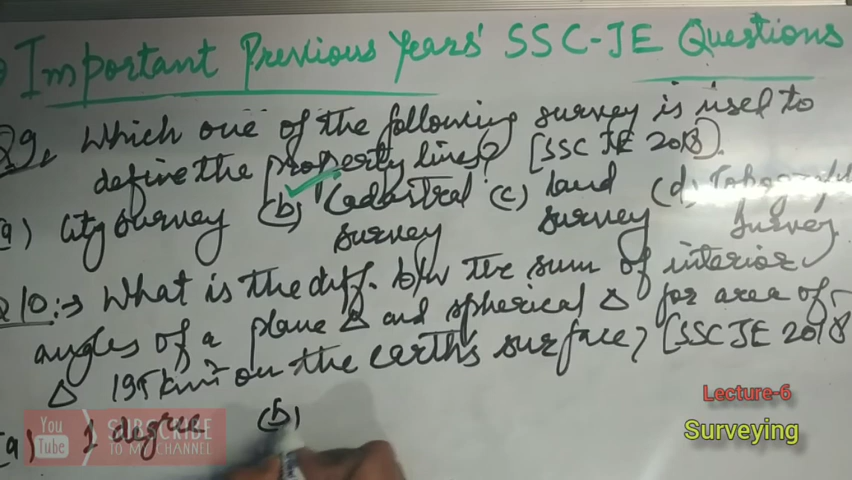 Important Previous Years' SSC-JE Questions
Q9. Which one of the following survey is used to
define the property lines? [SSC JE 2018].
(a) City survey (b) Cadastral survey (c) land survey (d) survey
Q10:→ What is the diff. b/w the sum of interior
angles of a plane Δ and spherical Δ for area of
Δ 195 km² on the earth's surface? [SSC JE 2018
(a) 1 degree (b)
Lecture-6
Surveying
You Tube SUBSCRIBE
TO MY CHANNEL